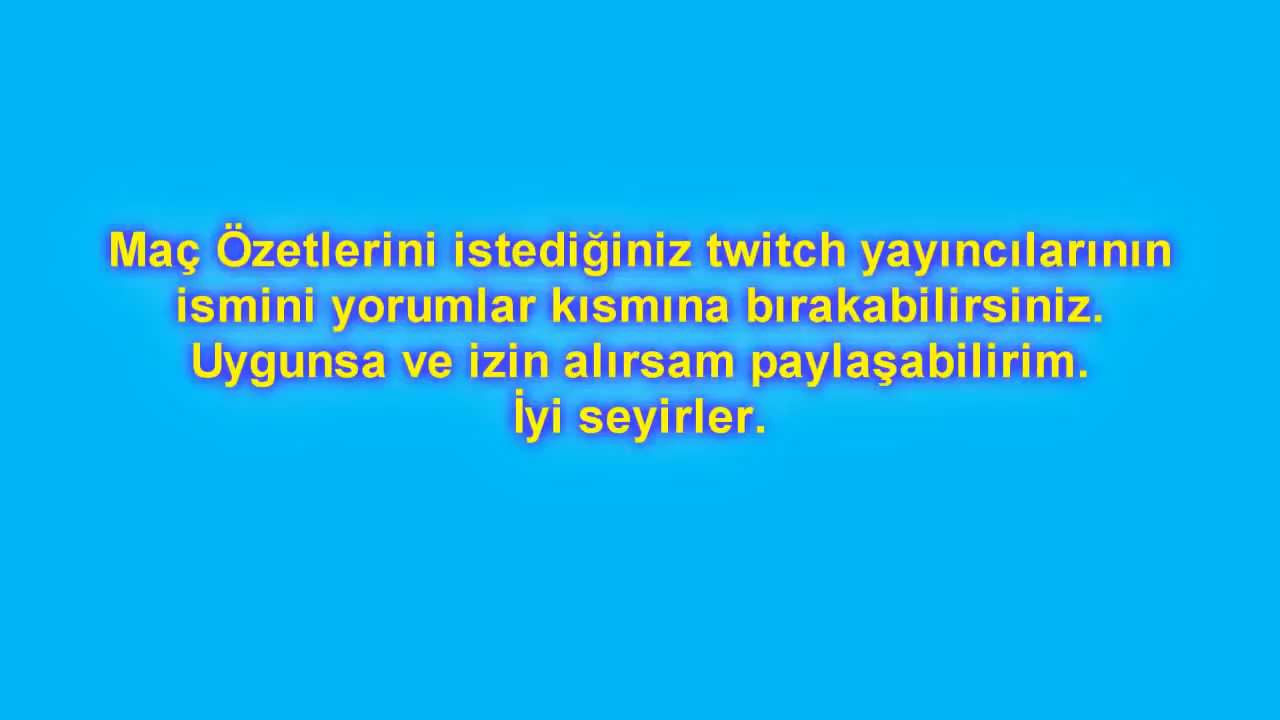 Maç Özetlerini istediğiniz twitch yayıncılarının
ismini yorumlar kısmına bırakabilirsiniz.
Uygunsa ve izin alırsam paylaşabilirim.
İyi seyirler.